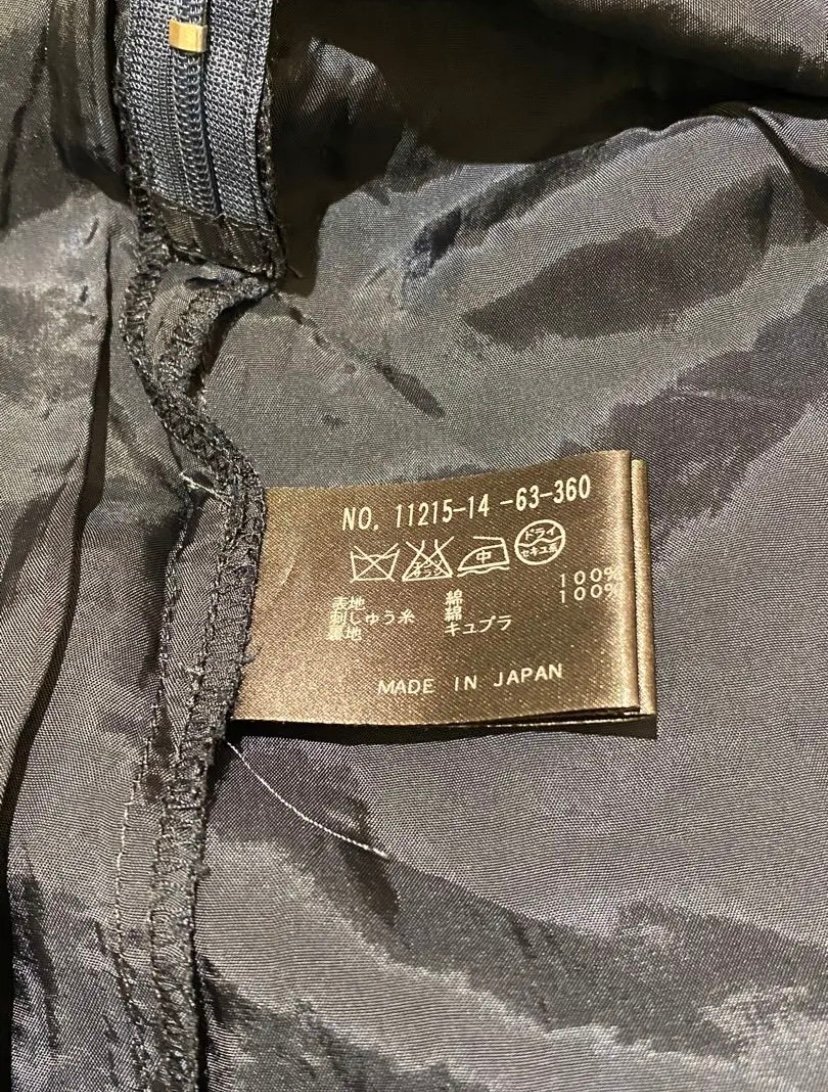 NO. 11215-14 -63-360
中 ドライ
セキユ系
表地 綿 100%
刺しゅう糸 綿 100%
裏地 キュプラ
MADE IN JAPAN